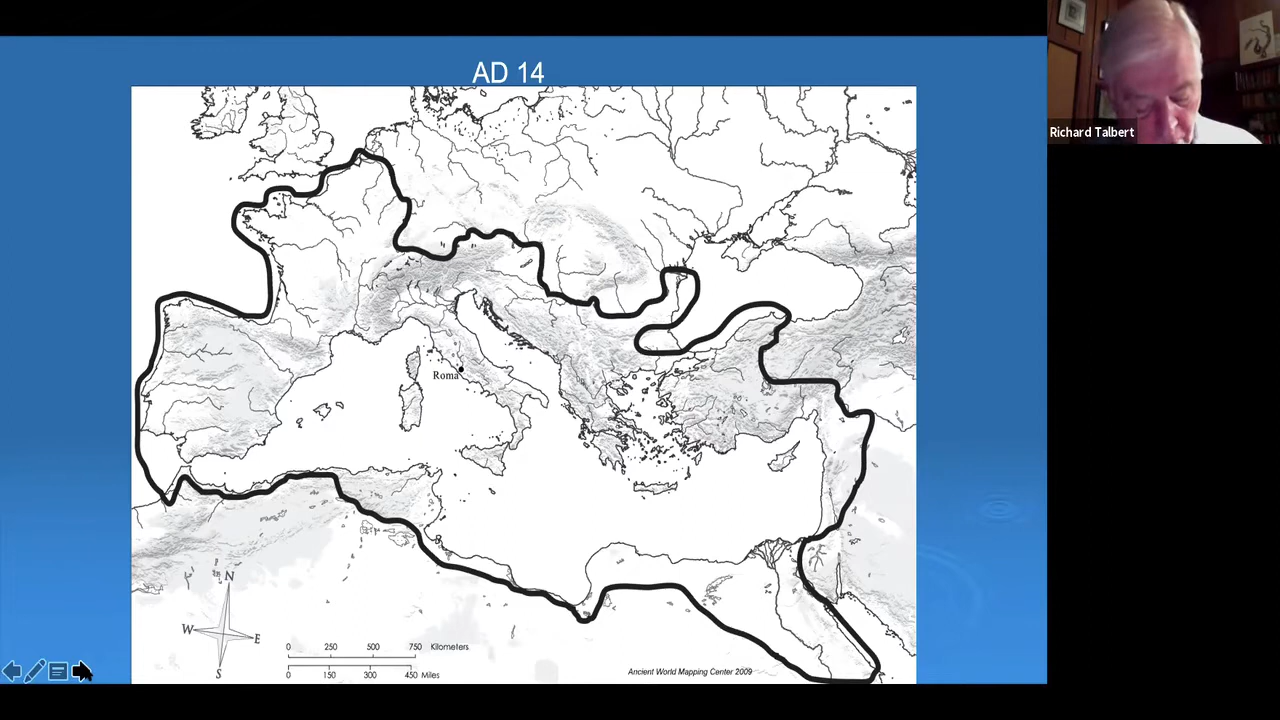 AD 14
Richard Talbert
Roma
N
W
E
S
0 250 500 750 Kilometers
0 150 300 450 Miles
Ancient World Mapping Center 2009